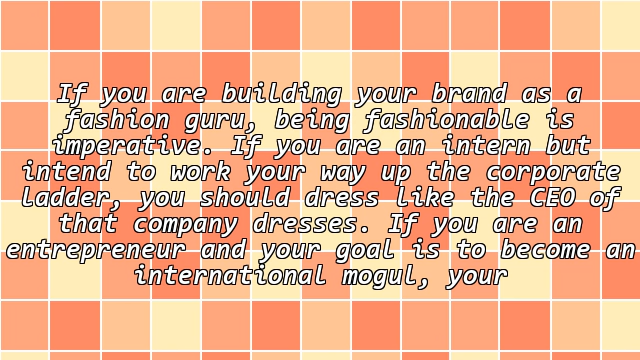 If you are building your brand as a
fashion guru, being fashionable is
imperative. If you are an intern but
intend to work your way up the corporate
ladder, you should dress like the CEO of
that company dresses. If you are an
entrepreneur and your goal is to become an
international mogul, your